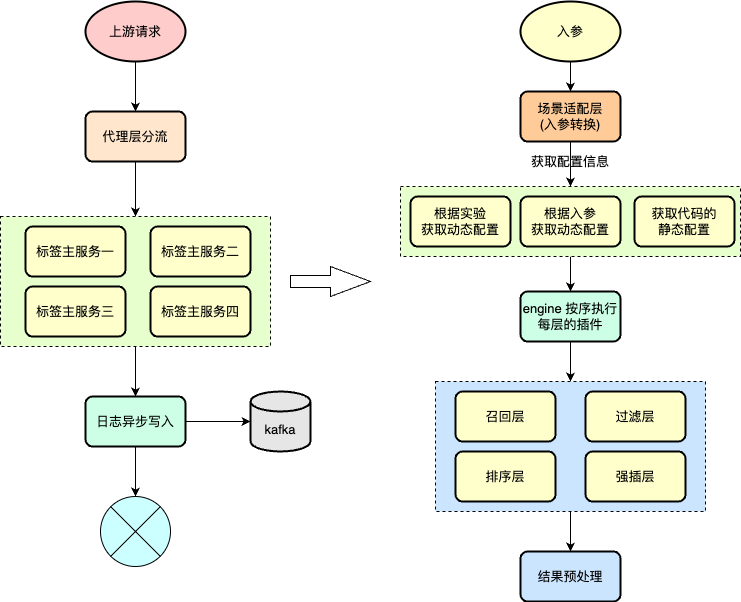 上游请求
代理层分流
标签主服务一
标签主服务二
标签主服务三
标签主服务四
日志异步写入
kafka
入参
场景适配层
(入参转换)
获取配置信息
根据实验
获取动态配置
根据入参
获取动态配置
获取代码的
静态配置
engine 按序执行
每层的插件
召回层
过滤层
排序层
强插层
结果预处理